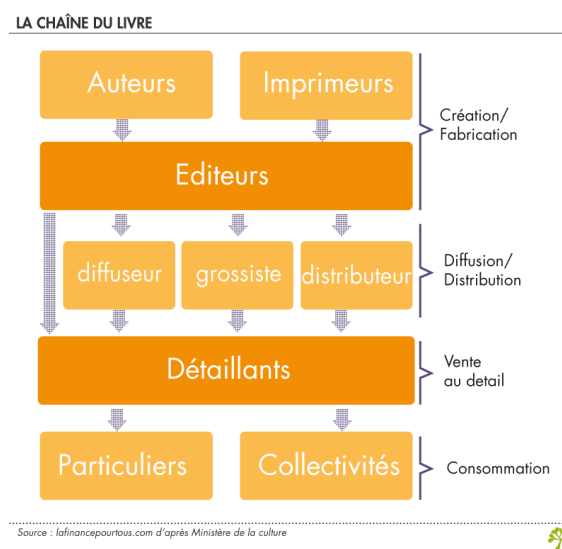 LA CHAÎNE DU LIVRE
Auteurs
Imprimeurs
Création/
Fabrication
Editeurs
diffuseur
grossiste
distributeur
Diffusion/
Distribution
Détaillants
Vente
au detail
Particuliers
Collectivités
Consommation
Source : lafinancepourtous.com d'après Ministère de la culture